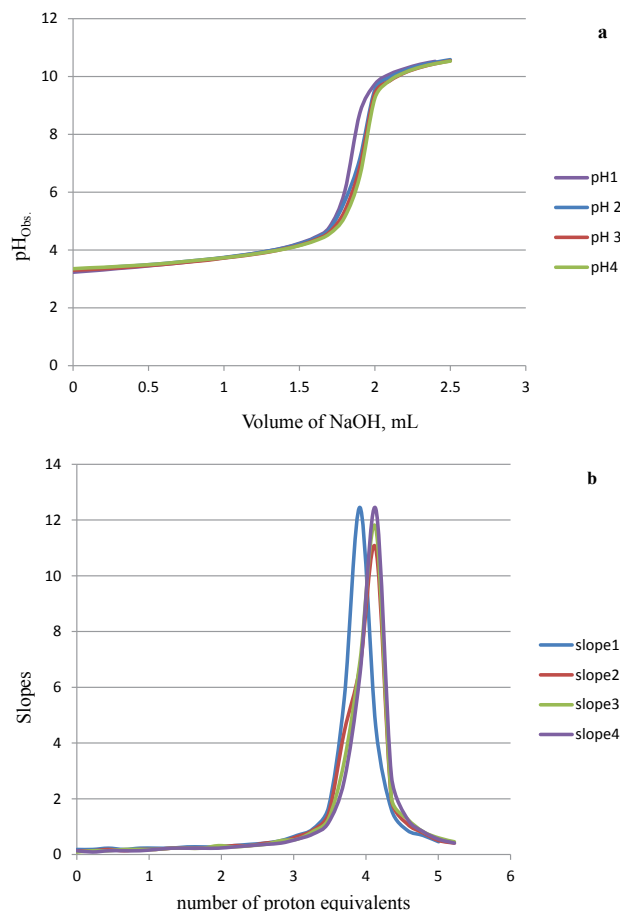 a
12
10
8
6
4
2
0
pH Obs.
0 0.5 1 1.5 2 2.5 3
Volume of NaOH, mL
pH1
pH 2
pH 3
pH4
b
14
12
10
8
6
4
2
0
Slopes
0 1 2 3 4 5 6
number of proton equivalents
slope1
slope2
slope3
slope4